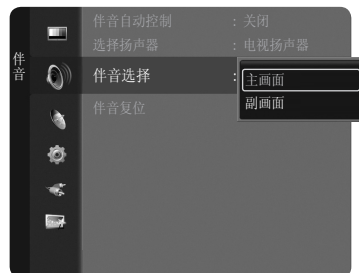 伴音
伴音自动控制 : 关闭
选择扬声器 : 电视扬声器
伴音选择 :
主画面
副画面
伴音复位